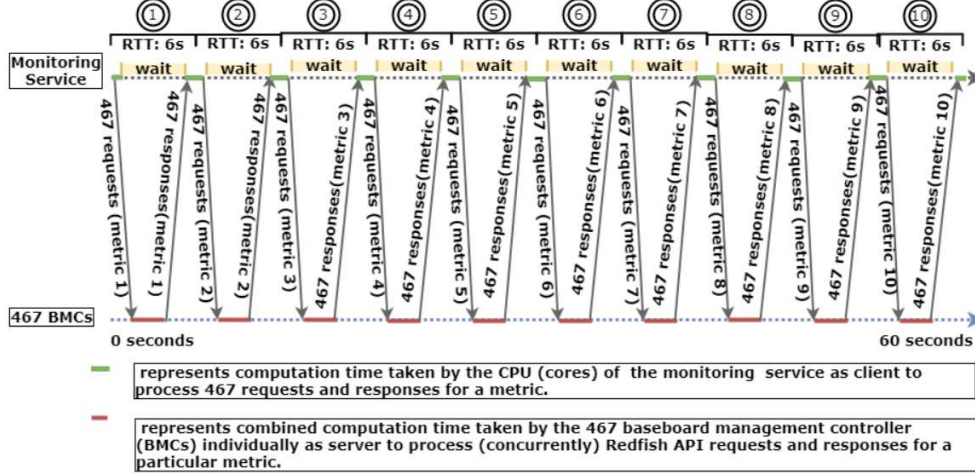 1 2 3 4 5 6 7 8 9 10
RTT: 6s RTT: 6s RTT: 6s RTT: 6s RTT: 6s RTT: 6s RTT: 6s RTT: 6s RTT: 6s RTT: 6s
Monitoring
Service
wait wait wait wait wait wait wait wait wait wait
467 requests (metric 1)
467 responses(metric 1)
467 requests (metric 2)
467 responses(metric 2)
467 requests (metric 3)
467 responses(metric 3)
467 requests (metric 4)
467 responses(metric 4)
467 requests (metric 5)
467 responses(metric 5)
467 requests (metric 6)
467 responses(metric 6)
467 requests (metric 7)
467 responses(metric 7)
467 requests (metric 8)
467 responses(metric 8)
467 requests (metric 9)
467 responses(metric 9)
467 requests (metric 10)
467 responses(metric 10)
467 BMCs
0 seconds
60 seconds
represents computation time taken by the CPU (cores) of the monitoring service as client to
process 467 requests and responses for a metric.
represents combined computation time taken by the 467 baseboard management controller
(BMCs) individually as server to process (concurrently) Redfish API requests and responses for a
particular metric.